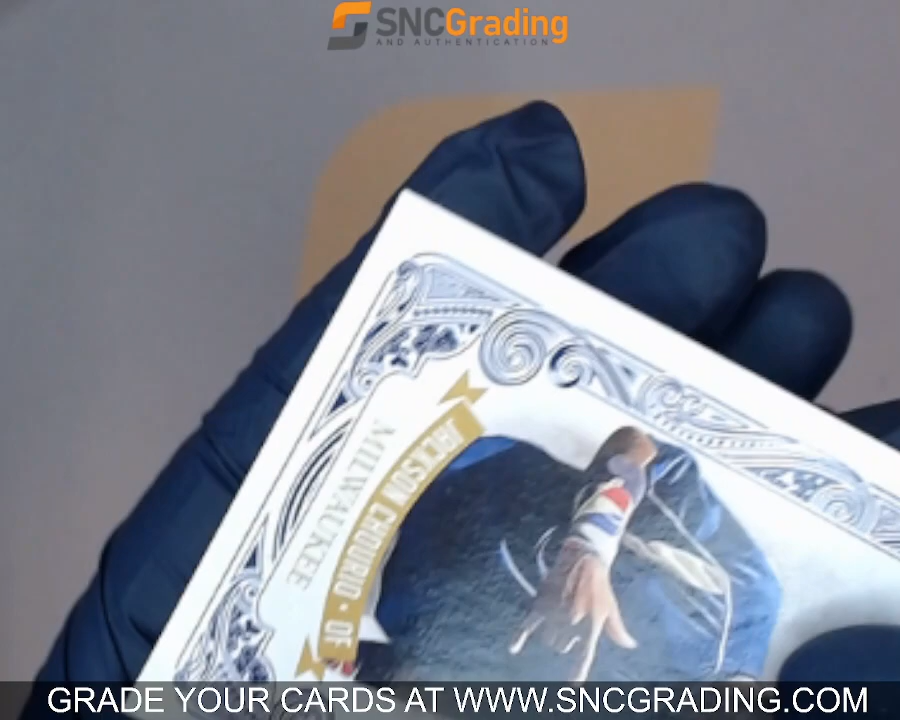 SNCGrading
AND AUTHENTICATION
JACKSON CHOURIO • OF
MILWAUKEE
GRADE YOUR CARDS AT WWW.SNCGRADING.COM